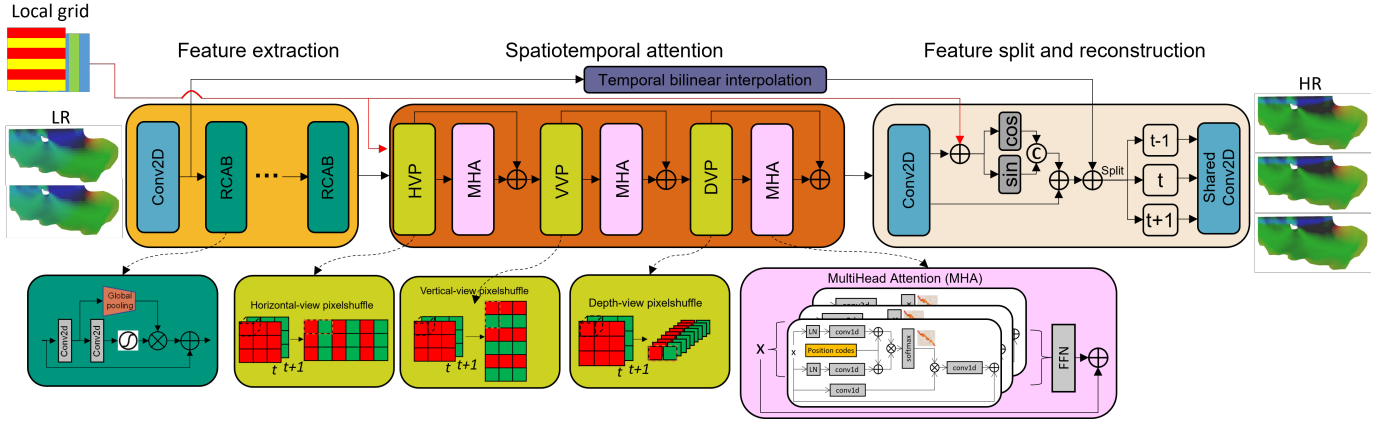 Local grid
Feature extraction
Spatiotemporal attention
Feature split and reconstruction
Temporal bilinear interpolation
LR
HR
Conv2D
RCAB
RCAB
HVP
MHA
VVP
MHA
DVP
MHA
Conv2D
cos
sin
C
Split
t-1
t
t+1
Shared
Conv2D
Global
pooling
Conv2d
Conv2d
Horizontal-view pixelshuffle
t
t+1
Vertical-view pixelshuffle
t
t+1
Depth-view pixelshuffle
t
t+1
MultiHead Attention (MHA)
X
x
LN
conv1d
Position codes
LN
conv1d
conv1d
softmax
conv1d
FFN